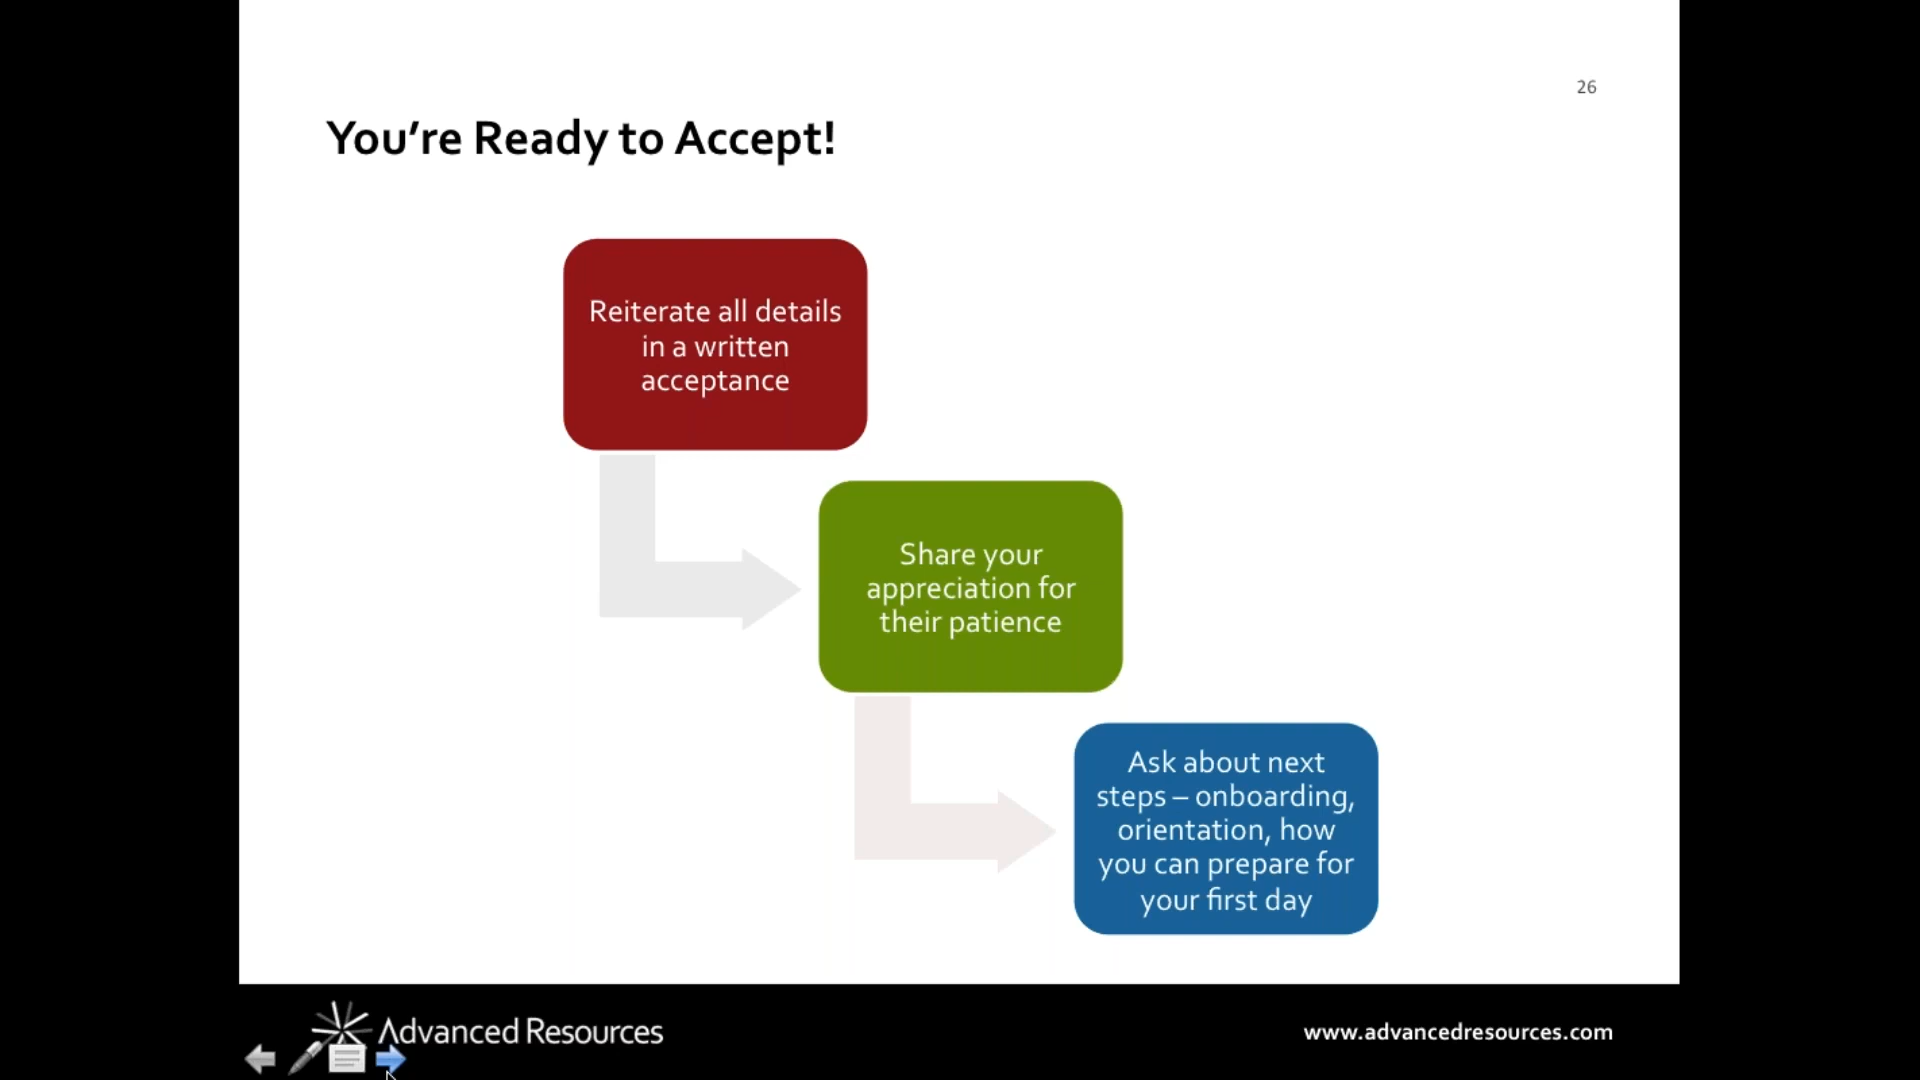 26
You're Ready to Accept!
Reiterate all details
in a written
acceptance
Share your
appreciation for
their patience
Ask about next
steps – onboarding,
orientation, how
you can prepare for
your first day
Advanced Resources
www.advancedresources.com